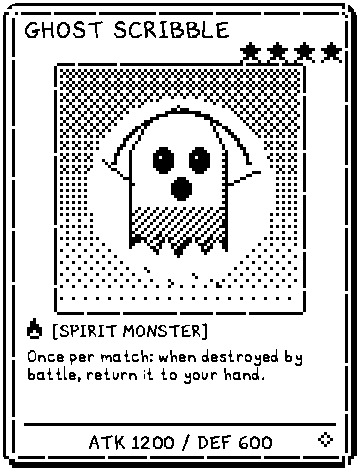 GHOST SCRIBBLE
[SPIRIT MONSTER]
Once per match: when destroyed by
battle, return it to your hand.
ATK 1200 / DEF 600